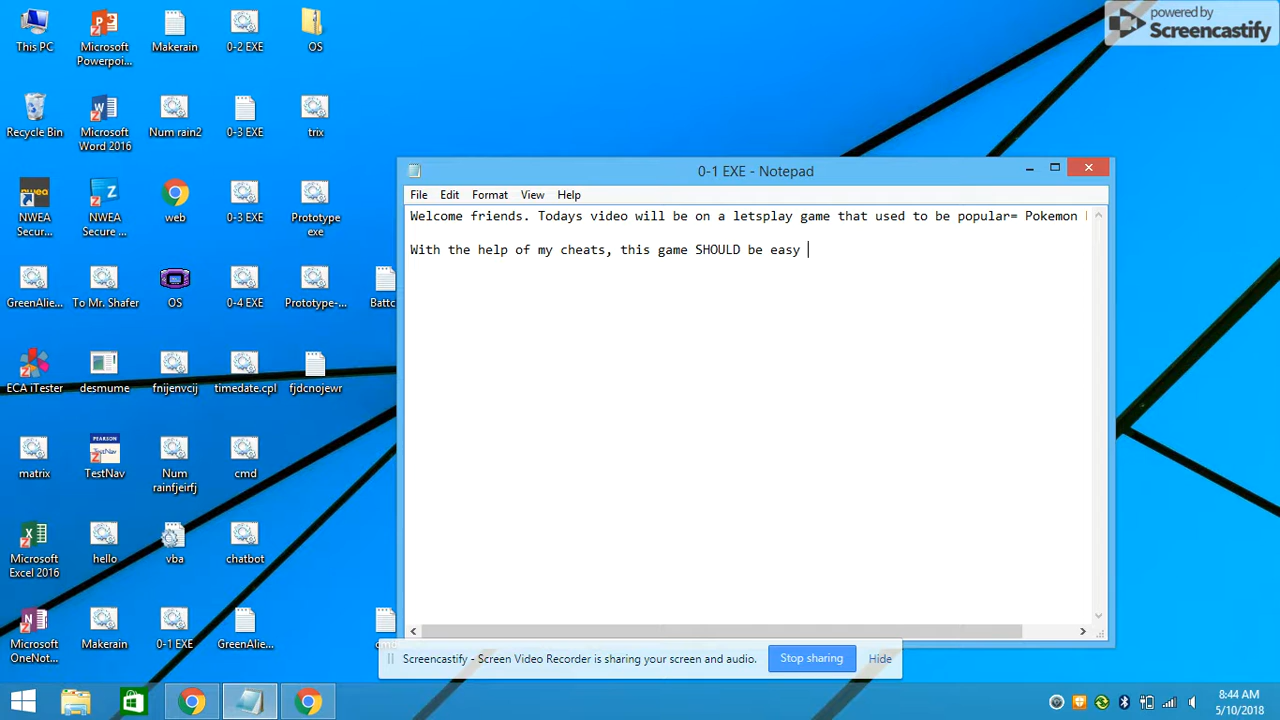 powered by
Screencastify
This PC
Microsoft
Powerpoi...
Makerain
0-2 EXE
OS
Recycle Bin
Microsoft
Word 2016
Num rain2
0-3 EXE
trix
NWEA
Secur...
NWEA
Secure ...
web
0-3 EXE
Prototype
exe
GreenAlie...
To Mr. Shafer
OS
0-4 EXE
Prototype-...
Battc
ECA iTester
desmume
fnijenvcij
timedate.cpl
fjdcnojewr
matrix
PEARSON
TestNav
TestNav
Num
rainfjeirfj
cmd
Microsoft
Excel 2016
hello
vba
chatbot
Microsoft
OneNot...
Makerain
0-1 EXE
GreenAlie...
0-1 EXE - Notepad
File Edit Format View Help
Welcome friends. Todays video will be on a letsplay game that used to be popular= Pokemon
With the help of my cheats, this game SHOULD be easy
Screencastify - Screen Video Recorder is sharing your screen and audio. Stop sharing Hide
8:44 AM
5/10/2018